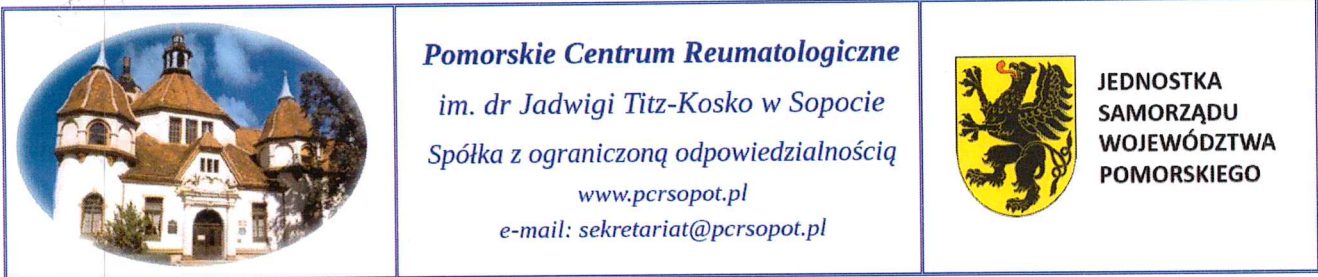 Pomorskie Centrum Reumatologiczne
im. dr Jadwigi Titz-Kosko w Sopocie
Spółka z ograniczoną odpowiedzialnością
www.pcrsopot.pl
e-mail: sekretariat@pcrsopot.pl
JEDNOSTKA
SAMORZĄDU
WOJEWÓDZTWA
POMORSKIEGO